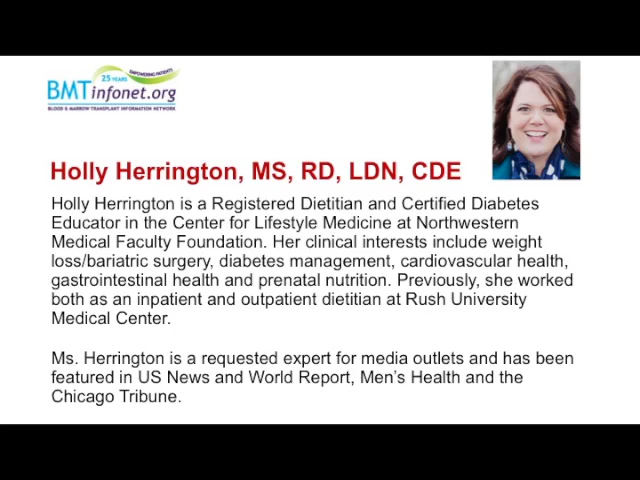 25 YEARS EMPOWERING PATIENTS
BMTinfonet.org
BLOOD & MARROW TRANSPLANT INFORMATION NETWORK
Holly Herrington, MS, RD, LDN, CDE
Holly Herrington is a Registered Dietitian and Certified Diabetes
Educator in the Center for Lifestyle Medicine at Northwestern
Medical Faculty Foundation. Her clinical interests include weight
loss/bariatric surgery, diabetes management, cardiovascular health,
gastrointestinal health and prenatal nutrition. Previously, she worked
both as an inpatient and outpatient dietitian at Rush University
Medical Center.
Ms. Herrington is a requested expert for media outlets and has been
featured in US News and World Report, Men’s Health and the
Chicago Tribune.